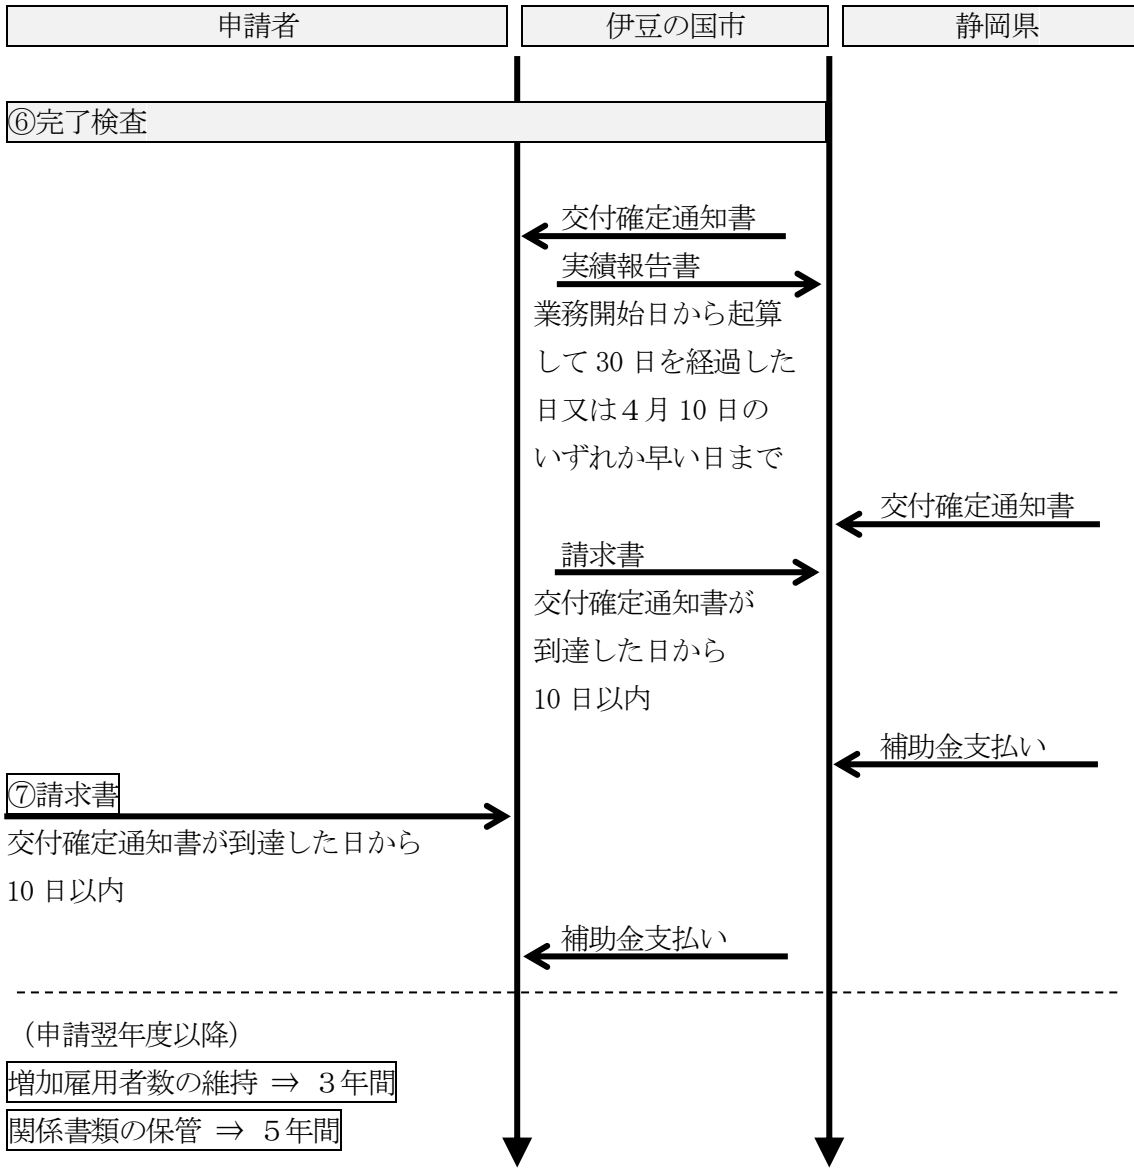 申請者
伊豆の国市
静岡県
⑥完了検査
交付確定通知書
実績報告書
業務開始日から起算
して 30 日を経過した
日又は４月 10 日の
いずれか早い日まで
交付確定通知書
請求書
交付確定通知書が
到達した日から
10 日以内
補助金支払い
⑦請求書
交付確定通知書が到達した日から
10 日以内
補助金支払い
（申請翌年度以降）
増加雇用者数の維持 ⇒ ３年間
関係書類の保管 ⇒ ５年間